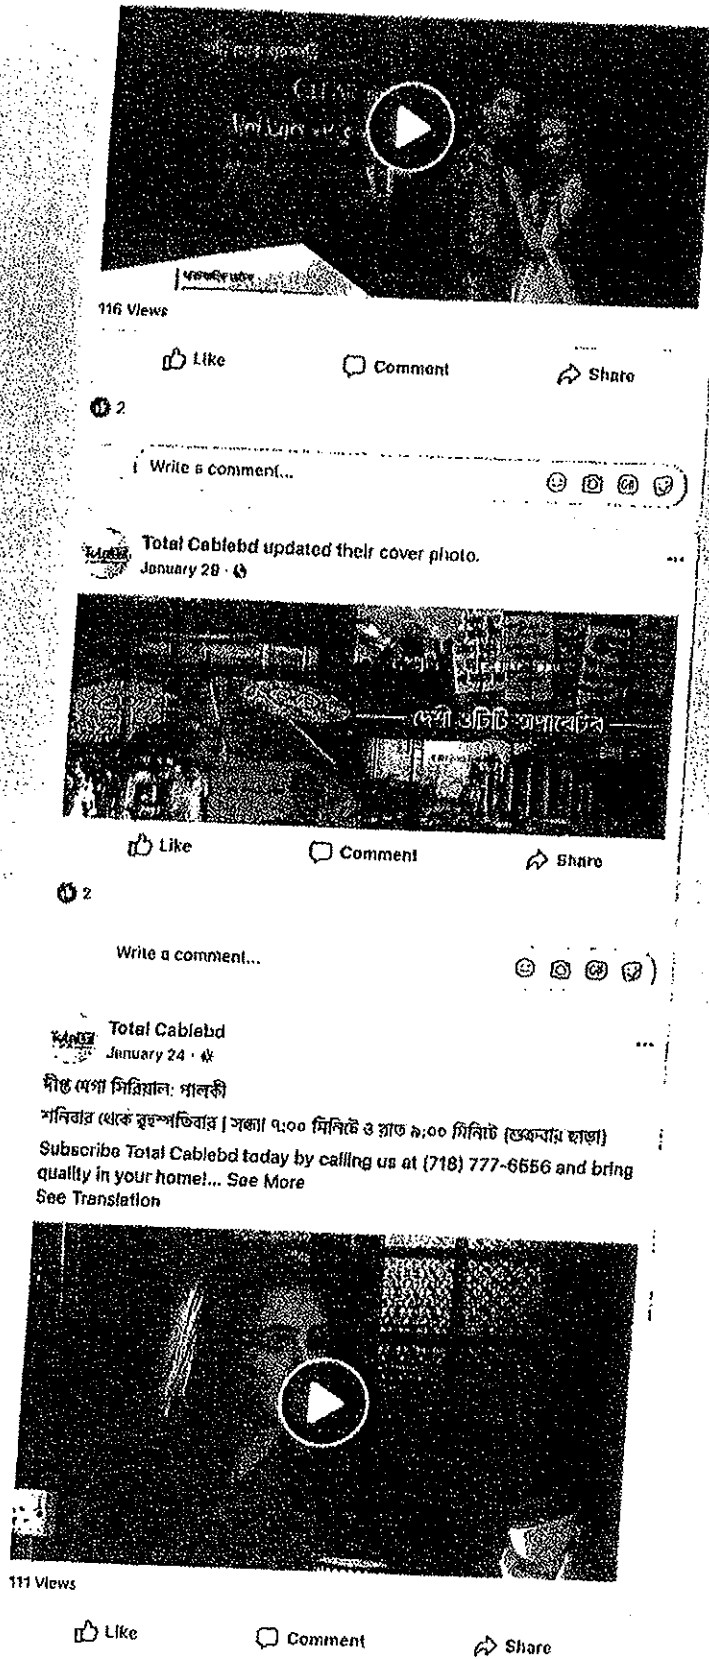 116 Views
Like Comment Share
2
Write a comment...
Total Cablebd updated their cover photo.
January 28
দেশী ওটিটি অপারেটর
Like Comment Share
2
Write a comment...
Total Cablebd
January 24
দীপ্ত মেগা সিরিয়াল: পালকী
শনিবার থেকে বৃহস্পতিবার | সন্ধ্যা ৭:০০ মিনিটে ও রাত ৯:০০ মিনিটে (শুক্রবার ছাড়া)
Subscribe Total Cablebd today by calling us at (718) 777-6656 and bring
quality in your home!... See More
See Translation
111 Views
Like Comment Share